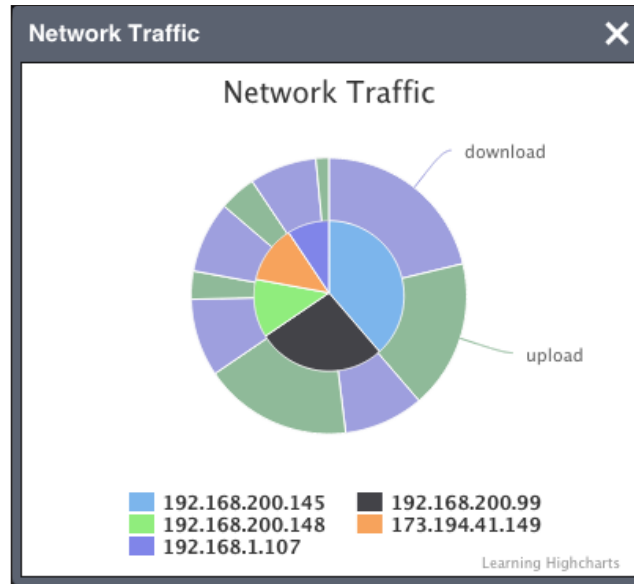 Network Traffic
Network Traffic
download
upload
192.168.200.145 192.168.200.99
192.168.200.148 173.194.41.149
192.168.1.107
Learning Highcharts